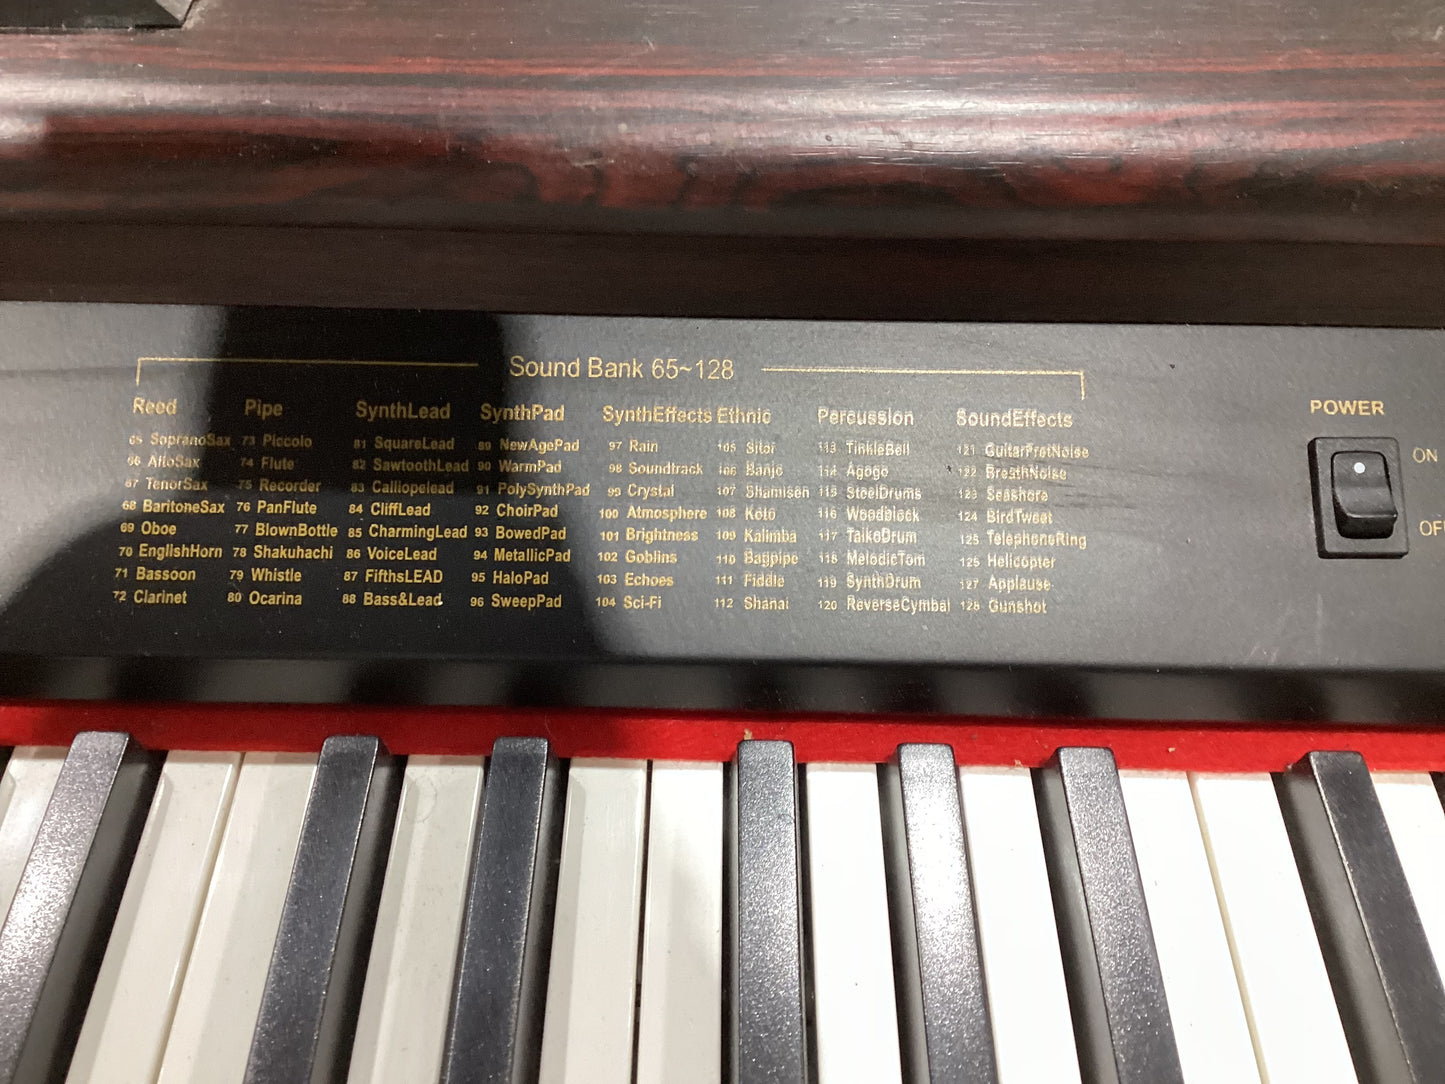 Sound Bank 65~128
Reed Pipe SynthLead SynthPad SynthEffects Ethnic Percussion SoundEffects
65 SopranoSax 73 Piccolo 81 SquareLead 89 NewAgePad 97 Rain 105 Sitar 113 TinkleBell 121 GuitarFretNoise
66 AltoSax 74 Flute 82 SawtoothLead 90 WarmPad 98 Soundtrack 106 Banjo 114 Agogo 122 BreathNoise
67 TenorSax 75 Recorder 83 Calliopelead 91 PolySynthPad 99 Crystal 107 Shamisen 115 SteelDrums 123 Seashore
68 BaritoneSax 76 PanFlute 84 CliffLead 92 ChoirPad 100 Atmosphere 108 Koto 116 Woodblock 124 BirdTweet
69 Oboe 77 BlownBottle 85 CharmingLead 93 BowedPad 101 Brightness 109 Kalimba 117 TaikoDrum 125 TelephoneRing
70 EnglishHorn 78 Shakuhachi 86 VoiceLead 94 MetallicPad 102 Goblins 110 Bagpipe 118 MelodicTom 126 Helicopter
71 Bassoon 79 Whistle 87 FifthsLEAD 95 HaloPad 103 Echoes 111 Fiddle 119 SynthDrum 127 Applause
72 Clarinet 80 Ocarina 88 Bass&Lead 96 SweepPad 104 Sci-Fi 112 Shanai 120 ReverseCymbal 128 Gunshot
POWER
ON
OF